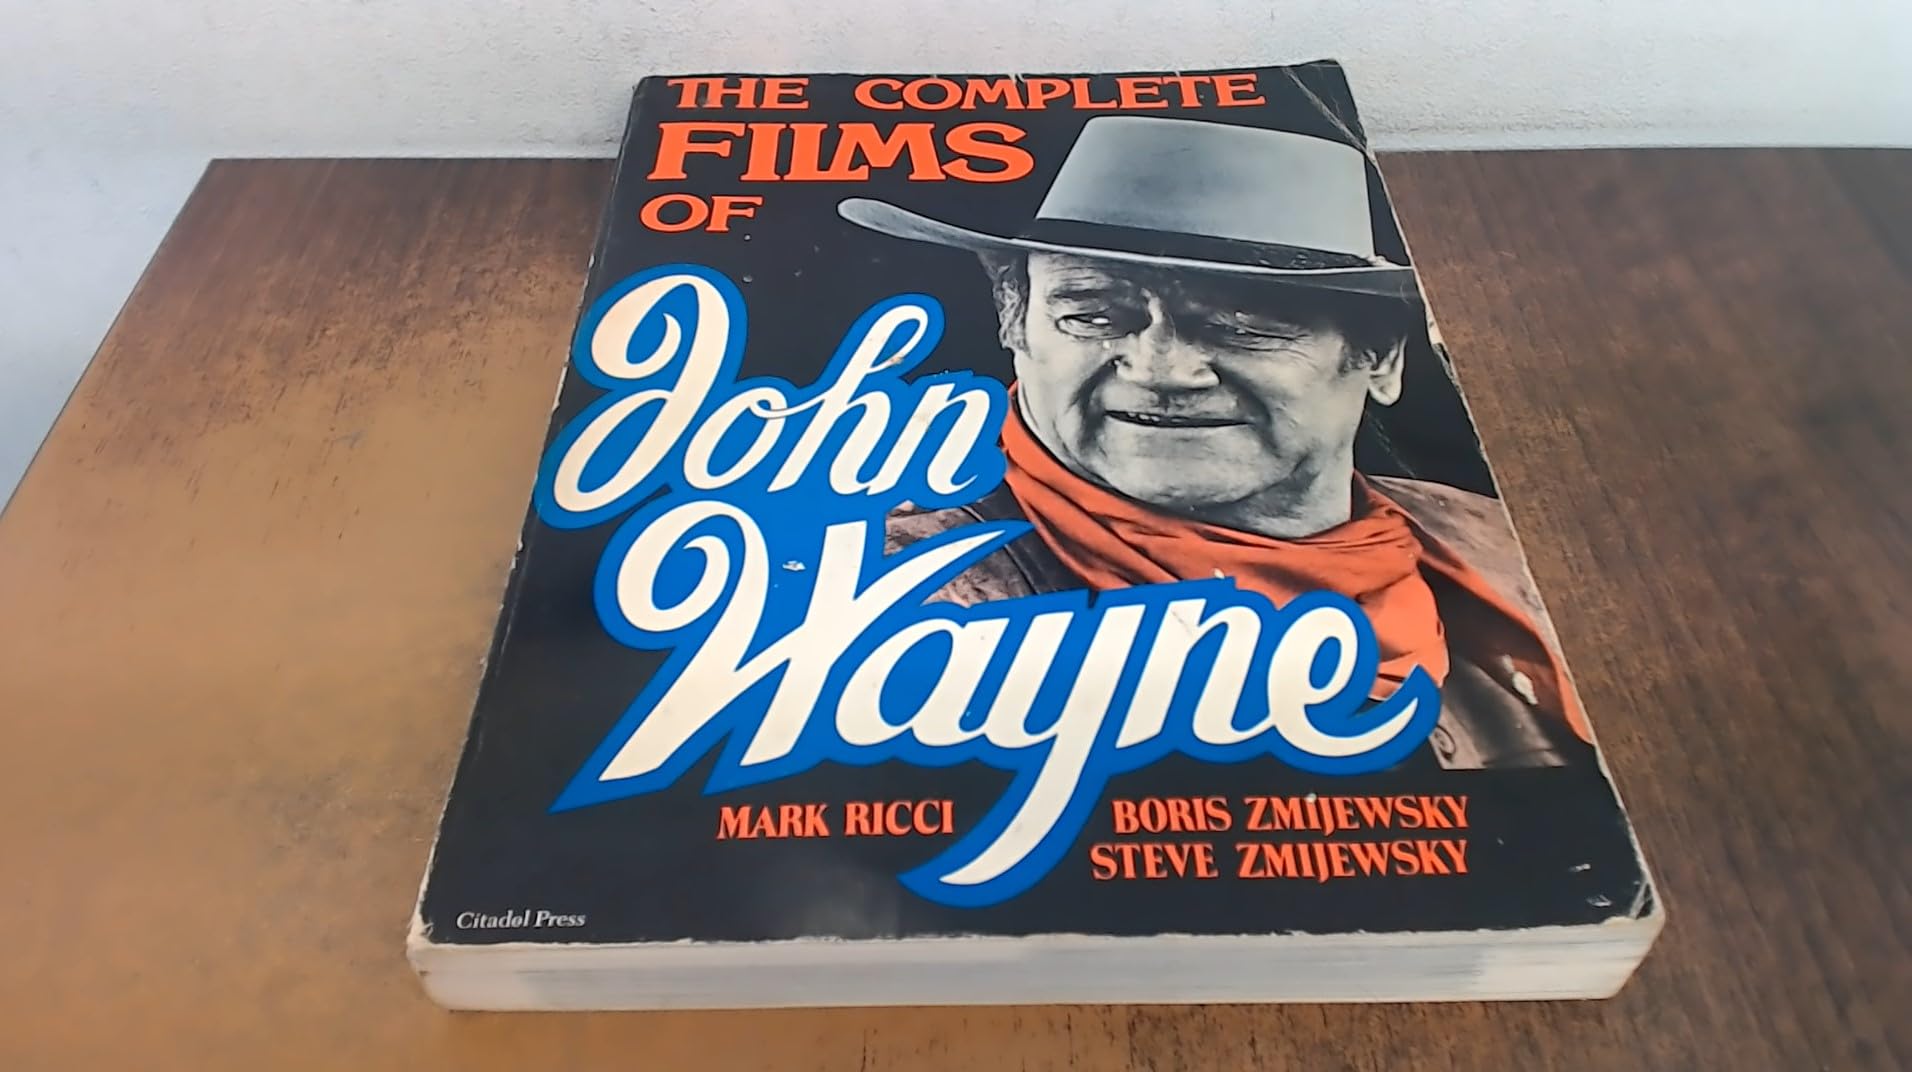 THE COMPLETE
FILMS
OF
John
Wayne
MARK RICCI
BORIS ZMIJEWSKY
STEVE ZMIJEWSKY
Citadel Press